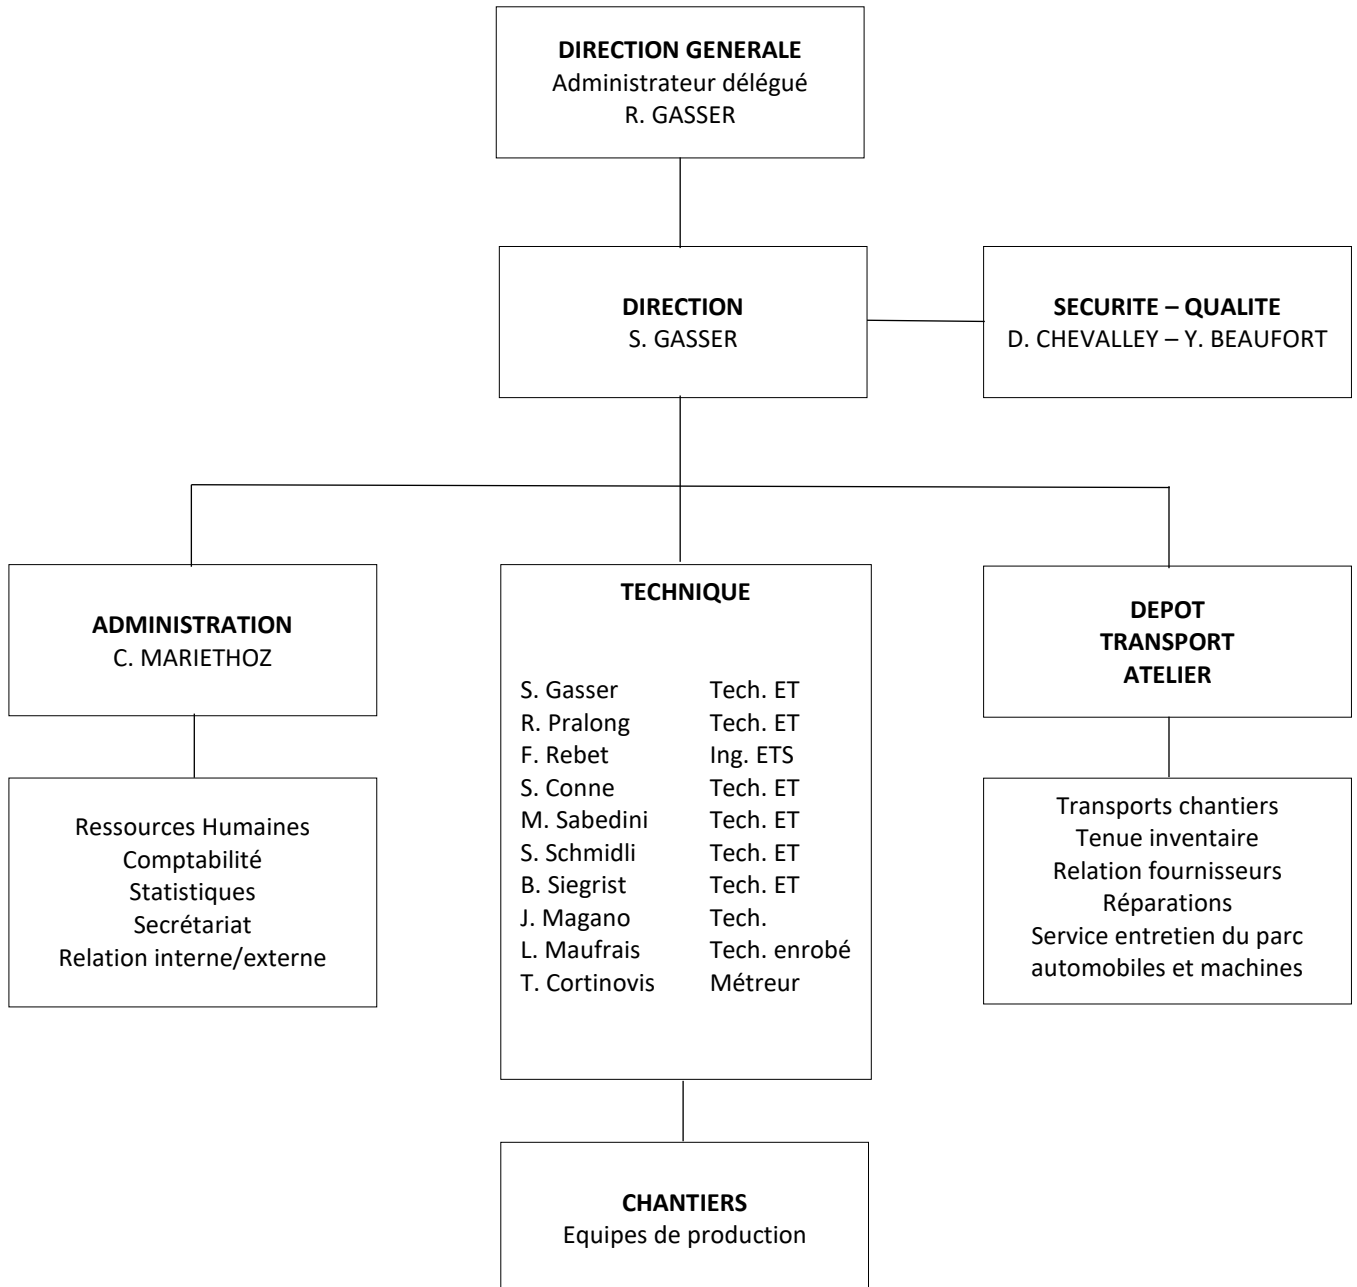 DIRECTION GENERALE
Administrateur délégué
R. GASSER
DIRECTION
S. GASSER
SECURITE – QUALITE
D. CHEVALLEY – Y. BEAUFORT
ADMINISTRATION
C. MARIETHOZ
Ressources Humaines
Comptabilité
Statistiques
Secrétariat
Relation interne/externe
TECHNIQUE
S. Gasser Tech. ET
R. Pralong Tech. ET
F. Rebet Ing. ETS
S. Conne Tech. ET
M. Sabedini Tech. ET
S. Schmidli Tech. ET
B. Siegrist Tech. ET
J. Magano Tech.
L. Maufrais Tech. enrobé
T. Cortinovis Métreur
CHANTIERS
Equipes de production
DEPOT
TRANSPORT
ATELIER
Transports chantiers
Tenue inventaire
Relation fournisseurs
Réparations
Service entretien du parc
automobiles et machines